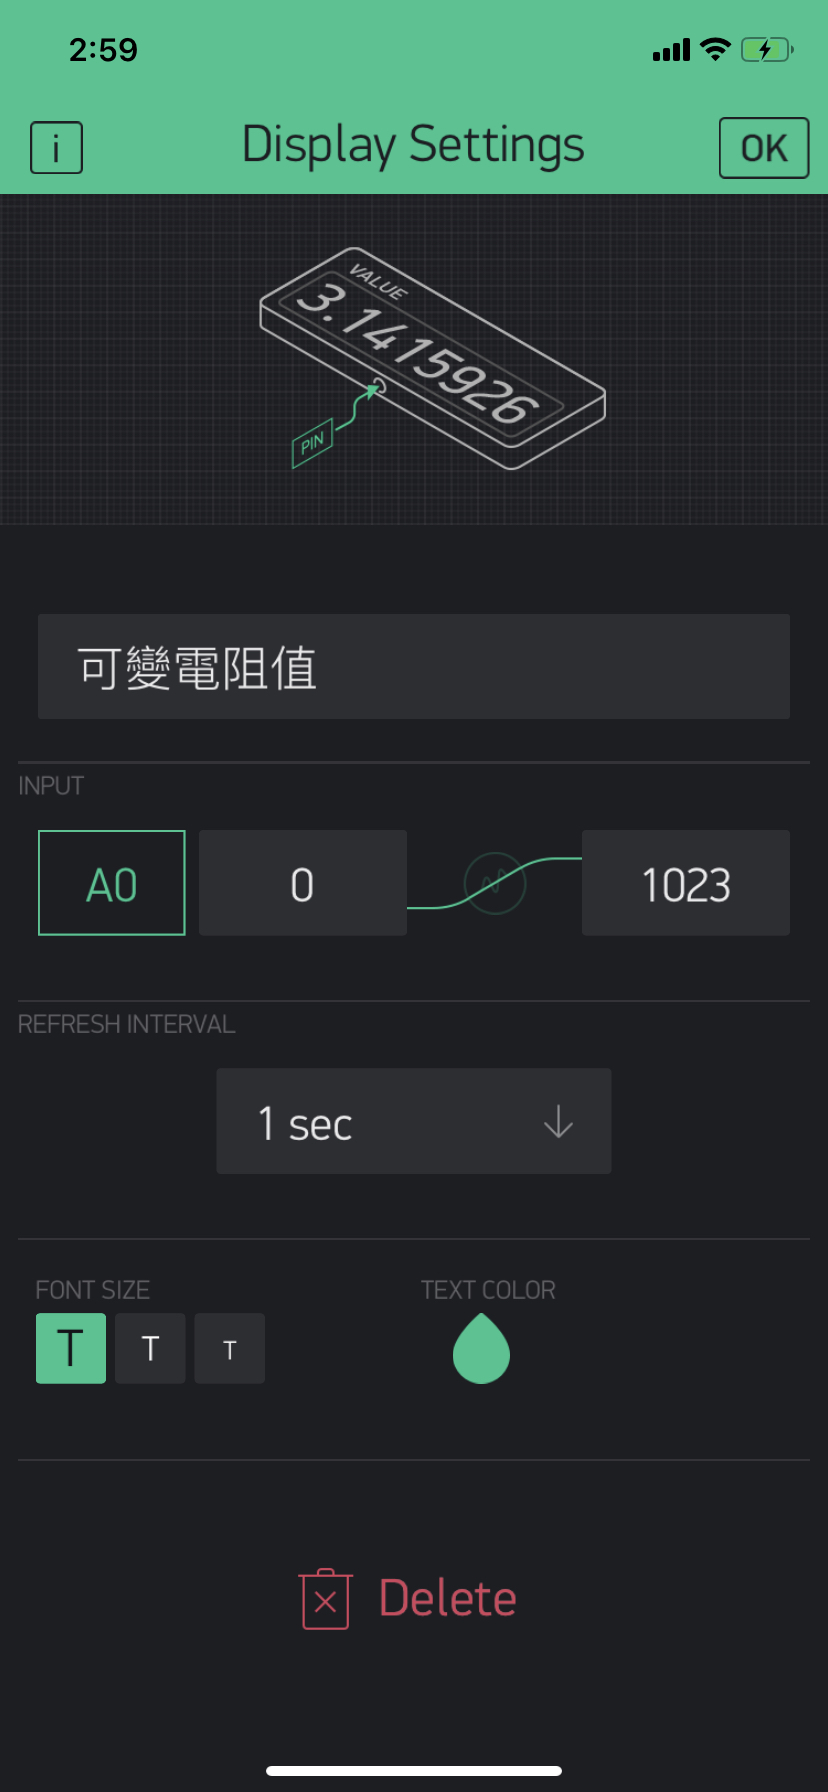 2:59
i
Display Settings
OK
VALUE
3.1415926
PIN
可變電阻值
INPUT
A0 0 1023
REFRESH INTERVAL
1 sec
FONT SIZE TEXT COLOR
T T T
Delete